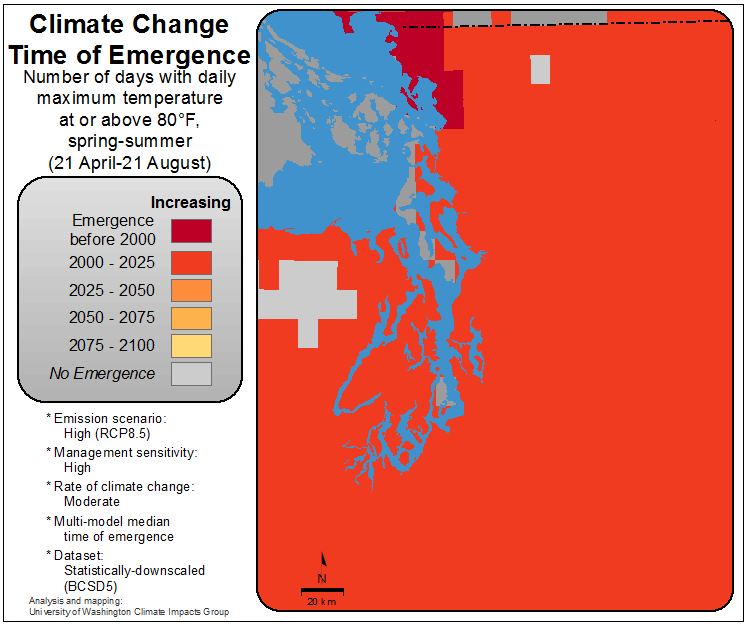 Climate Change
Time of Emergence
Number of days with daily
maximum temperature
at or above 80°F,
spring-summer
(21 April-21 August)
Increasing
Emergence
before 2000
2000 - 2025
2025 - 2050
2050 - 2075
2075 - 2100
No Emergence
* Emission scenario:
High (RCP8.5)
* Management sensitivity:
High
* Rate of climate change:
Moderate
* Multi-model median
time of emergence
* Dataset:
Statistically-downscaled
(BCSD5)
Analysis and mapping:
University of Washington Climate Impacts Group
N
20 km